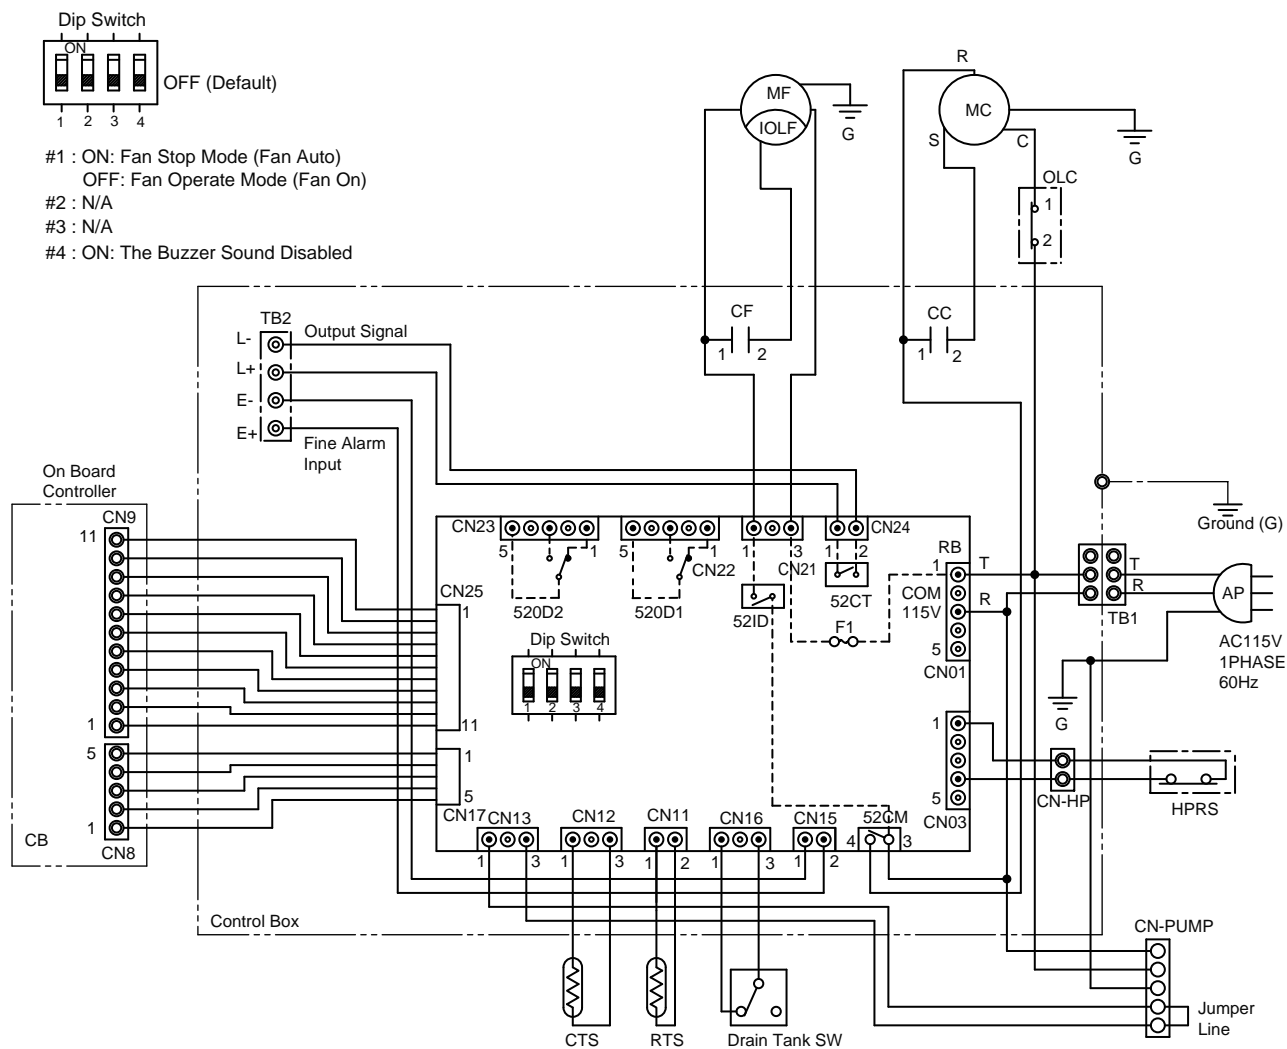 Dip Switch
ON
OFF (Default)
1 2 3 4
#1 : ON: Fan Stop Mode (Fan Auto)
OFF: Fan Operate Mode (Fan On)
#2 : N/A
#3 : N/A
#4 : ON: The Buzzer Sound Disabled
MF
IOLF
G
R
MC
S
C
G
OLC
1
2
CF
1 2
CC
1 2
TB2
L-
L+
E-
E+
Output Signal
Fine Alarm
Input
On Board
Controller
CN9
11
1
5
1
CN8
CB
Ground (G)
CN23
5 1
520D2
5 1
CN22
520D1
1 3
CN21
52ID
CN24
1 2
52CT
F1
RB
1
COM
115V
5
CN01
T
R
T
R
TB1
AP
AC115V
1PHASE
60Hz
G
CN25
1
11
1
5
CN17
Dip Switch
ON
1 2 3 4
1
5
CN03
CN-HP
HPRS
CN13
1 3
CN12
1 3
CN11
1 2
CN16
1 3
CN15
1 2
52CM
4 3
Control Box
CTS
RTS
Drain Tank SW
CN-PUMP
Jumper
Line